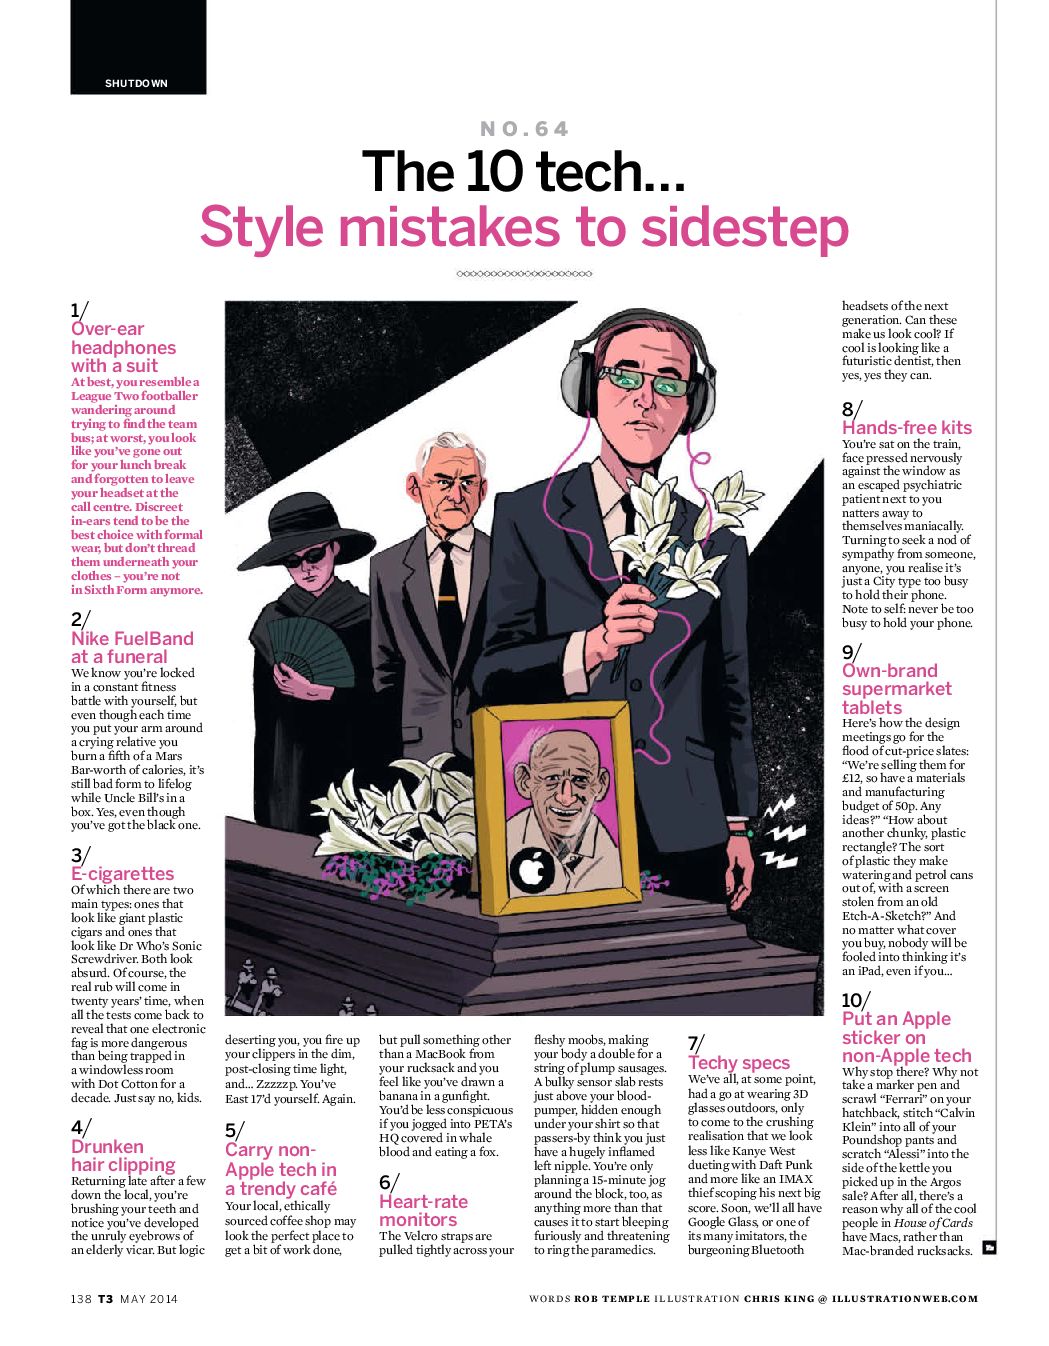 SHUTDOWN
NO.64
The 10 tech...
Style mistakes to sidestep
1/
Over-ear
headphones
with a suit
At best, you resemble a
League Two footballer
wandering around
trying to find the team
bus; at worst, you look
like you've gone out
for your lunch break
and forgotten to leave
your headset at the
call centre. Discreet
in-ears tend to be the
best choice with formal
wear, but don't thread
them underneath your
clothes – you're not
in Sixth Form anymore.
2/
Nike FuelBand
at a funeral
We know you're locked
in a constant fitness
battle with yourself, but
even though each time
you put your arm around
a crying relative you
burn a fifth of a Mars
Bar-worth of calories, it's
still bad form to lifelog
while Uncle Bill's in a
box. Yes, even though
you've got the black one.
3/
E-cigarettes
Of which there are two
main types: ones that
look like giant plastic
cigars and ones that
look like Dr Who's Sonic
Screwdriver. Both look
absurd. Of course, the
real rub will come in
twenty years' time, when
all the tests come back to
reveal that one electronic
fag is more dangerous
than being trapped in
a windowless room
with Dot Cotton for a
decade. Just say no, kids.
4/
Drunken
hair clipping
Returning late after a few
down the local, you're
brushing your teeth and
notice you've developed
the unruly eyebrows of
an elderly vicar. But logic
deserting you, you fire up
your clippers in the dim,
post-closing time light,
and... Zzzzzp. You've
East 17'd yourself. Again.
5/
Carry non-
Apple tech in
a trendy café
Your local, ethically
sourced coffee shop may
look the perfect place to
get a bit of work done,
but pull something other
than a MacBook from
your rucksack and you
feel like you've drawn a
banana in a gunfight.
You'd be less conspicuous
if you jogged into PETA's
HQ covered in whale
blood and eating a fox.
6/
Heart-rate
monitors
The Velcro straps are
pulled tightly across your
fleshy moobs, making
your body a double for a
string of plump sausages.
A bulky sensor slab rests
just above your blood-
pumper, hidden enough
under your shirt so that
passers-by think you just
have a hugely inflamed
left nipple. You're only
planning a 15-minute jog
around the block, too, as
anything more than that
causes it to start bleeping
furiously and threatening
to ring the paramedics.
7/
Techy specs
We've all, at some point,
had a go at wearing 3D
glasses outdoors, only
to come to the crushing
realisation that we look
less like Kanye West
dueting with Daft Punk
and more like an IMAX
thief scoping his next big
score. Soon, we'll all have
Google Glass, or one of
its many imitators, the
burgeoning Bluetooth
headsets of the next
generation. Can these
make us look cool? If
cool is looking like a
futuristic dentist, then
yes, yes they can.
8/
Hands-free kits
You're sat on the train,
face pressed nervously
against the window as
an escaped psychiatric
patient next to you
natters away to
themselves maniacally.
Turning to seek a nod of
sympathy from someone,
anyone, you realise it's
just a City type too busy
to hold their phone.
Note to self: never be too
busy to hold your phone.
9/
Own-brand
supermarket
tablets
Here's how the design
meetings go for the
flood of cut-price slates:
“We're selling them for
£12, so have a materials
and manufacturing
budget of 50p. Any
ideas?” “How about
another chunky, plastic
rectangle? The sort
of plastic they make
watering and petrol cans
out of, with a screen
stolen from an old
Etch-A-Sketch?” And
no matter what cover
you buy, nobody will be
fooled into thinking it's
an iPad, even if you...
10/
Put an Apple
sticker on
non-Apple tech
Why stop there? Why not
take a marker pen and
scrawl “Ferrari” on your
hatchback, stitch “Calvin
Klein” into all of your
Poundshop pants and
scratch “Alessi” into the
side of the kettle you
picked up in the Argos
sale? After all, there's a
reason why all of the cool
people in House of Cards
have Macs, rather than
Mac-branded rucksacks.
138 T3 MAY 2014
WORDS ROB TEMPLE ILLUSTRATION CHRIS KING @ ILLUSTRATIONWEB.COM